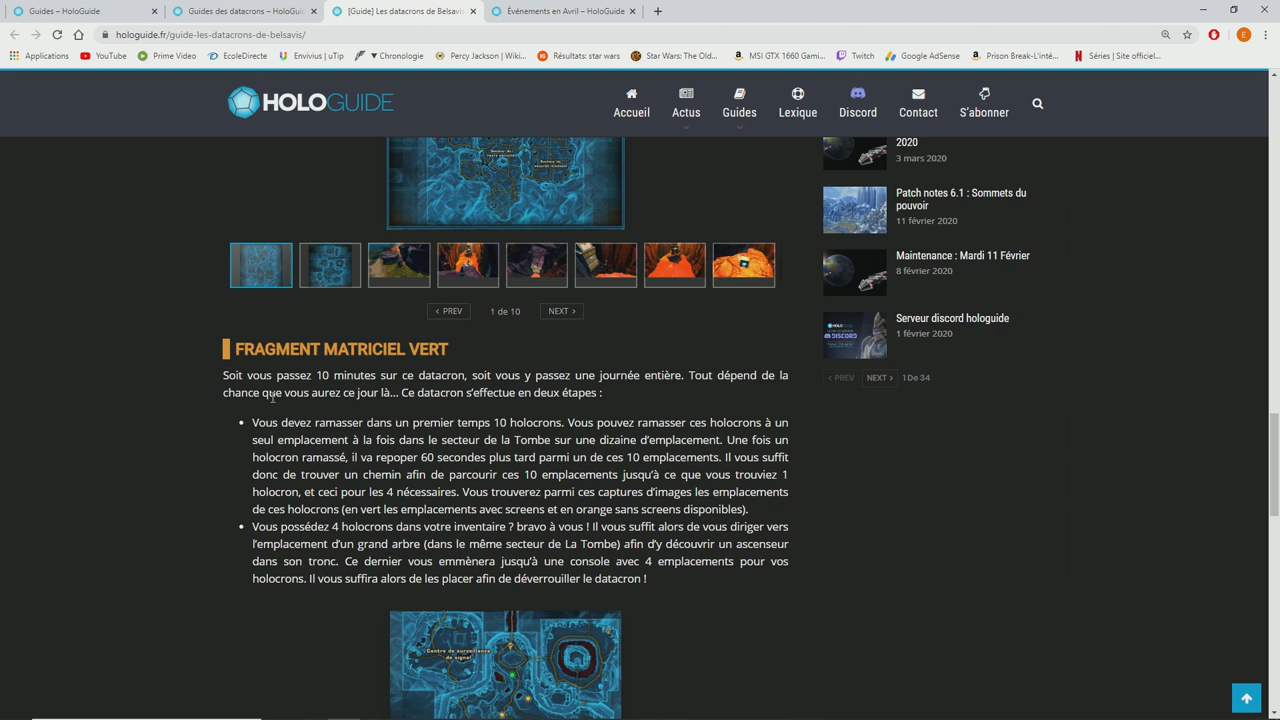 Guides – HoloGuide
Guides des datacrons – HoloGui
[Guide] Les datacrons de Belsavis
Événements en Avril – HoloGuide
hologuide.fr/guide-les-datacrons-de-belsavis/
E
Applications
YouTube
Prime Video
EcoleDirecte
Envivius | uTip
▼ Chronologie
Percy Jackson | Wiki...
Résultats: star wars
Star Wars: The Old...
MSI GTX 1660 Gami...
Twitch
Google AdSense
Prison Break-L'inté...
Séries | Site officiel...
HOLOGUIDE
Accueil
Actus
Guides
Lexique
Discord
Contact
S'abonner
2020
3 mars 2020
Patch notes 6.1 : Sommets du
pouvoir
11 février 2020
Maintenance : Mardi 11 Février
8 février 2020
Serveur discord hologuide
1 février 2020
PREV
NEXT
1 De 34
PREV
1 de 10
NEXT
FRAGMENT MATRICIEL VERT
Soit vous passez 10 minutes sur ce datacron, soit vous y passez une journée entière. Tout dépend de la
chance que vous aurez ce jour là... Ce datacron s'effectue en deux étapes :
• Vous devez ramasser dans un premier temps 10 holocrons. Vous pouvez ramasser ces holocrons à un
seul emplacement à la fois dans le secteur de la Tombe sur une dizaine d'emplacement. Une fois un
holocron ramassé, il va repoper 60 secondes plus tard parmi un de ces 10 emplacements. Il vous suffit
donc de trouver un chemin afin de parcourir ces 10 emplacements jusqu'à ce que vous trouviez 1
holocron, et ceci pour les 4 nécessaires. Vous trouverez parmi ces captures d'images les emplacements
de ces holocrons (en vert les emplacements avec screens et en orange sans screens disponibles).
• Vous possédez 4 holocrons dans votre inventaire ? bravo à vous ! Il vous suffit alors de vous diriger vers
l'emplacement d'un grand arbre (dans le même secteur de La Tombe) afin d'y découvrir un ascenseur
dans son tronc. Ce dernier vous emmènera jusqu'à une console avec 4 emplacements pour vos
holocrons. Il vous suffira alors de les placer afin de déverrouiller le datacron !
Centre de surveillance
de signal